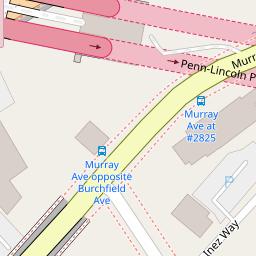 Murr
Penn-Lincoln P
Murray
Ave at
#2825
Murray
Ave opposite
Burchfield
Ave
Inez Way